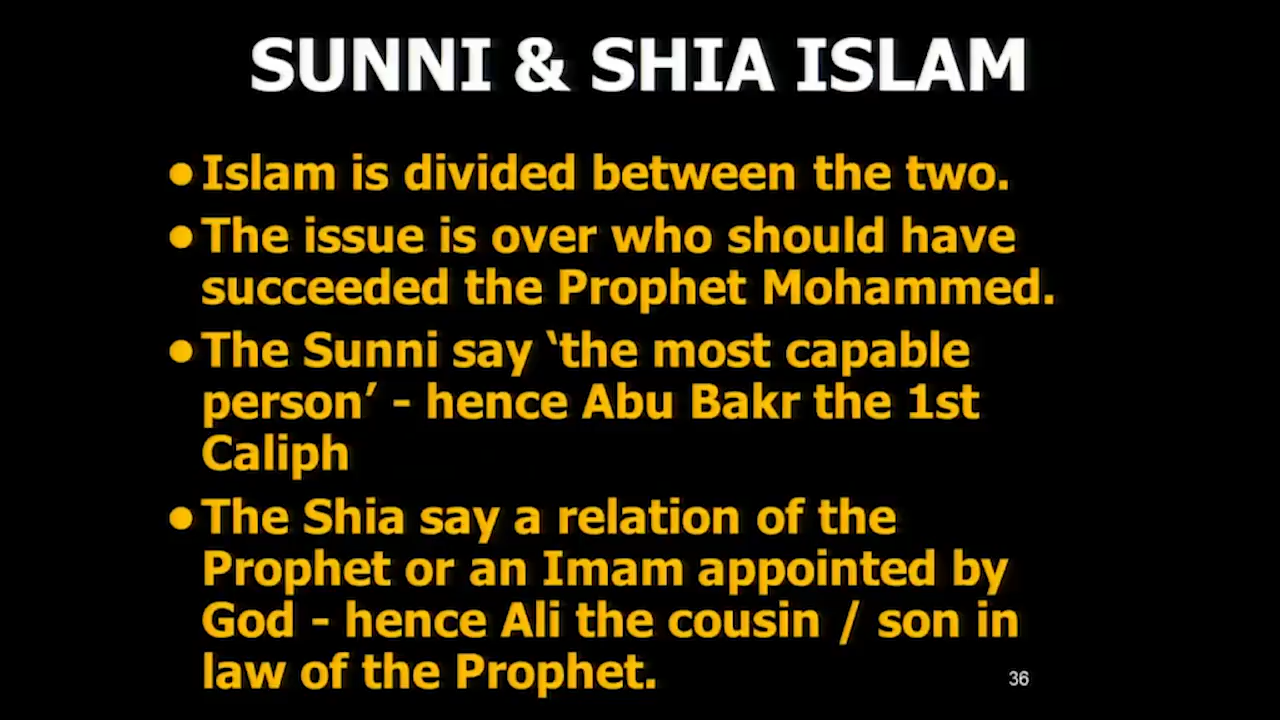 SUNNI & SHIA ISLAM
• Islam is divided between the two.
• The issue is over who should have
succeeded the Prophet Mohammed.
• The Sunni say ‘the most capable
person’ - hence Abu Bakr the 1st
Caliph
• The Shia say a relation of the
Prophet or an Imam appointed by
God - hence Ali the cousin / son in
law of the Prophet.
36